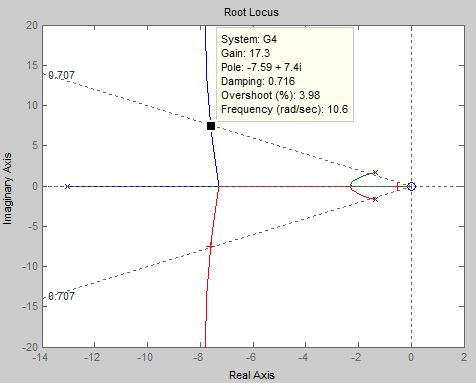 Root Locus
System: G4
Gain: 17.3
Pole: -7.59 + 7.4i
Damping: 0.716
Overshoot (%): 3.98
Frequency (rad/sec): 10.6
20
15
10
5
0
-5
-10
-15
-20
0.707
0.707
Imaginary Axis
-14
-12
-10
-8
-6
-4
-2
0
2
Real Axis